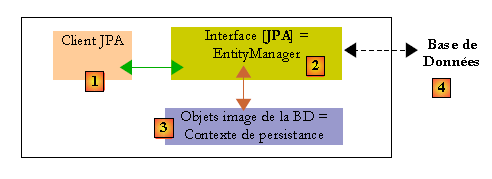 Client JPA
1
Interface [JPA] =
EntityManager
2
Objets image de la BD =
Contexte de persistance
3
Base de
Données
4